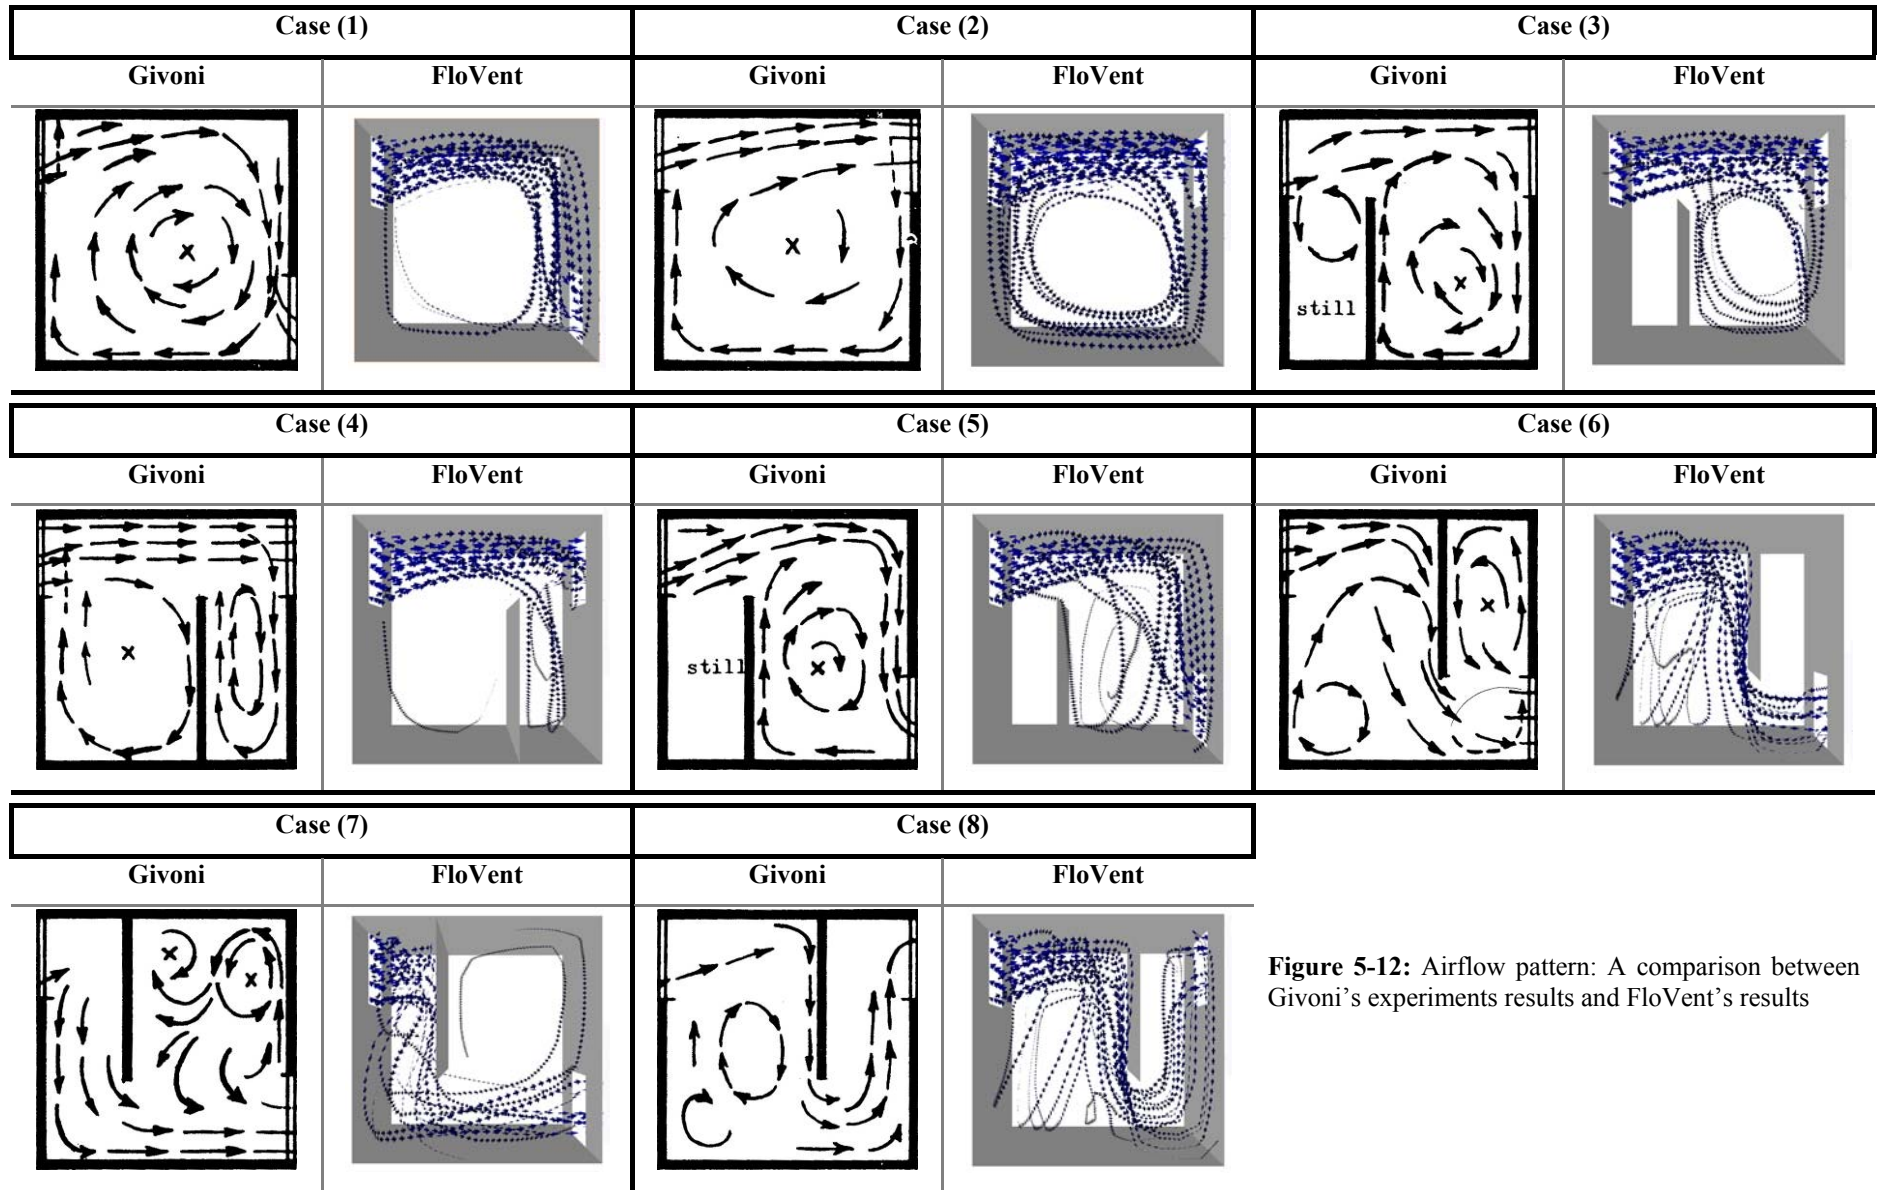 Case (1) Case (2) Case (3)
Givoni FloVent Givoni FloVent Givoni FloVent
x x x
still
Case (4) Case (5) Case (6)
Givoni FloVent Givoni FloVent Givoni FloVent
x still x x
Case (7) Case (8)
Givoni FloVent Givoni FloVent
x x
Figure 5-12: Airflow pattern: A comparison between
Givoni’s experiments results and FloVent’s results